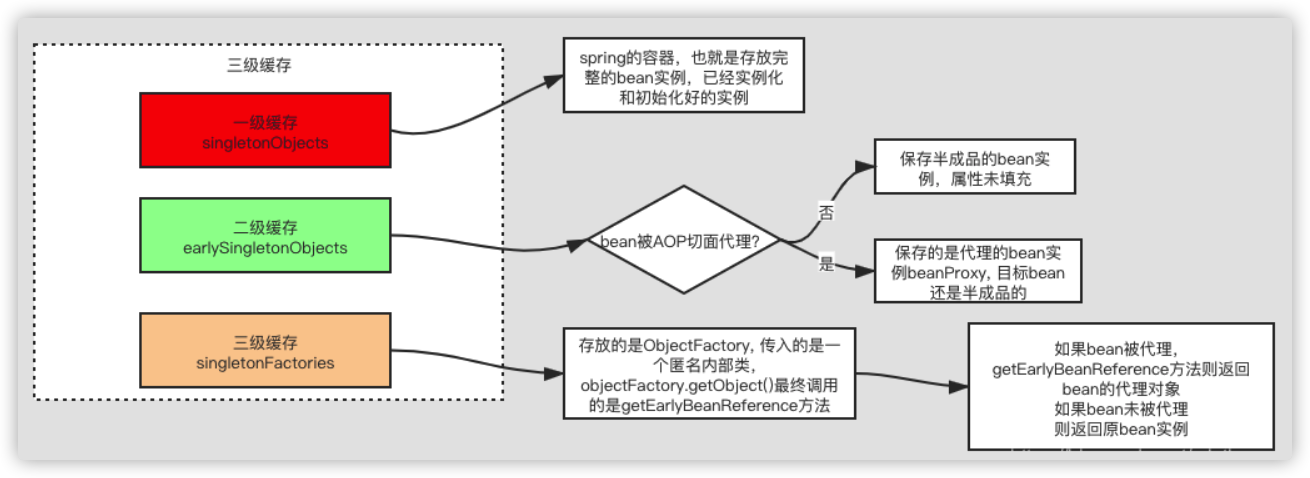 三级缓存
一级缓存
singletonObjects
spring的容器，也就是存放完
整的bean实例，已经实例化
和初始化好的实例
二级缓存
earlySingletonObjects
bean被AOP切面代理?
否
保存半成品的bean实
例，属性未填充
是
保存的是代理的bean实
例beanProxy, 目标bean
还是半成品的
三级缓存
singletonFactories
存放的是ObjectFactory, 传入的是一
个匿名内部类，
objectFactory.getObject()最终调用
的是getEarlyBeanReference方法
如果bean被代理，
getEarlyBeanReference方法则返回
bean的代理对象
如果bean未被代理
则返回原bean实例